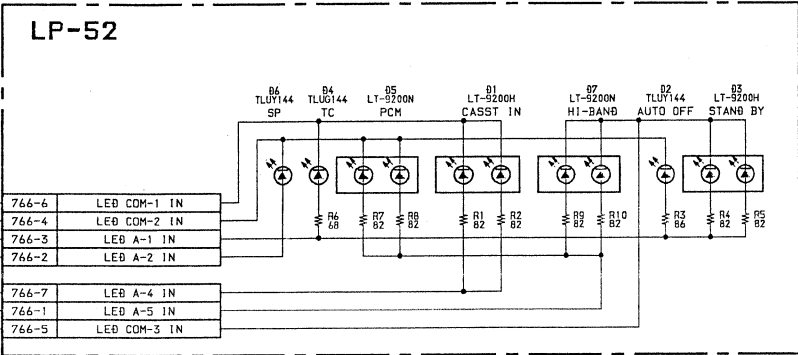 LP-52
D6 D4 D5 D1 D7 D2 D3
TLUY144 TLUG144 LT-9200N LT-9200H LT-9200N TLUY144 LT-9200H
SP TC PCM CASST IN HI-BAND AUTO OFF STAND BY
766-6 LED COM-1 IN
766-4 LED COM-2 IN
766-3 LED A-1 IN
766-2 LED A-2 IN
R6 R7 R8 R1 R2 R9 R10 R3 R4 R5
68 82 82 82 82 82 82 86 82 82
766-7 LED A-4 IN
766-1 LED A-5 IN
766-5 LED COM-3 IN